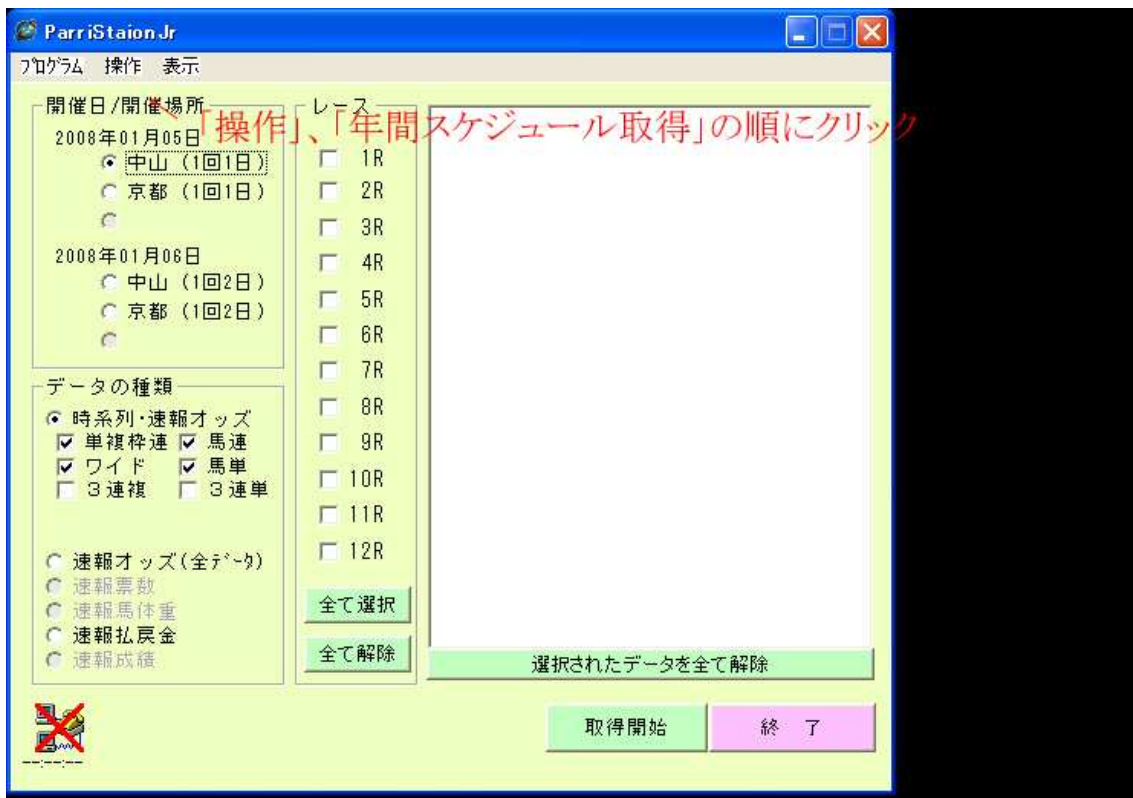 ParriStaionJr
プログラム 操作 表示
開催日/開催場所
「操作」、「年間スケジュール取得」の順にクリック
2008年01月05日
中山 (1回1日)
京都 (1回1日)
2008年01月06日
中山 (1回2日)
京都 (1回2日)
データの種類
時系列・速報オッズ
単複枠連 馬連
ワイド 馬単
3連複 3連単
速報オッズ(全データ)
速報票数
速報馬体重
速報払戻金
速報成績
レース
1R
2R
3R
4R
5R
6R
7R
8R
9R
10R
11R
12R
全て選択
全て解除
選択されたデータを全て解除
取得開始
終 了
--:--:--